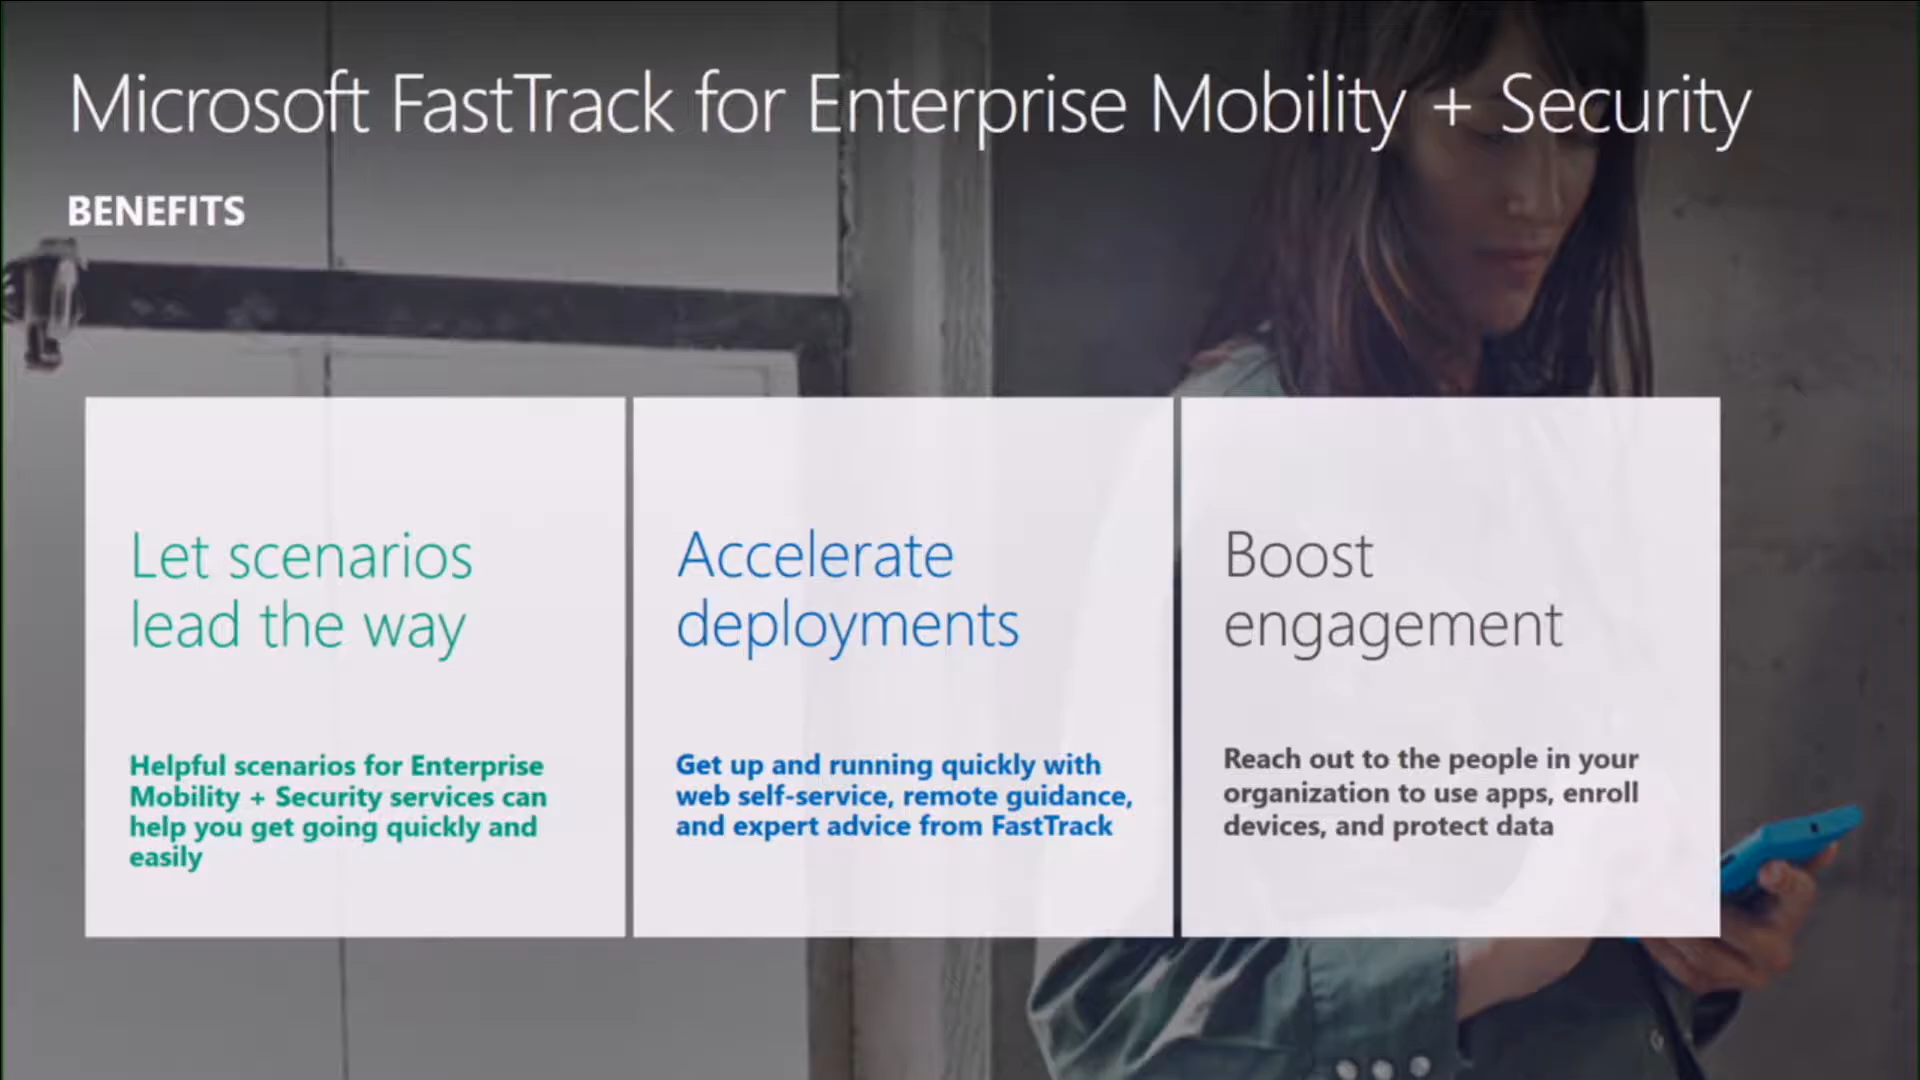 Microsoft FastTrack for Enterprise Mobility + Security
BENEFITS
Let scenarios
lead the way
Helpful scenarios for Enterprise
Mobility + Security services can
help you get going quickly and
easily
Accelerate
deployments
Get up and running quickly with
web self-service, remote guidance,
and expert advice from FastTrack
Boost
engagement
Reach out to the people in your
organization to use apps, enroll
devices, and protect data